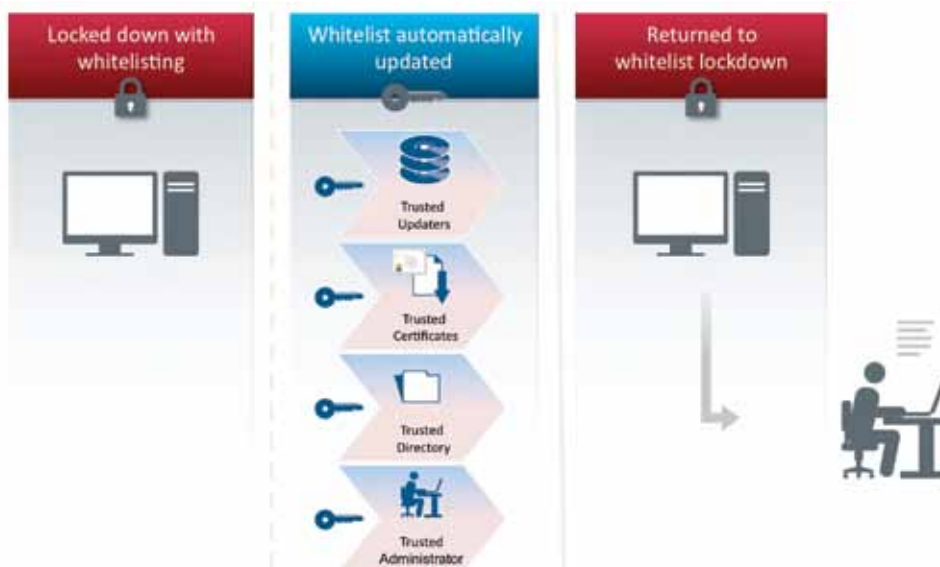 Locked down with
whitelisting
Whitelist automatically
updated
Returned to
whitelist lockdown
Trusted
Updaters
Trusted
Certificates
Trusted
Directory
Trusted
Administrator